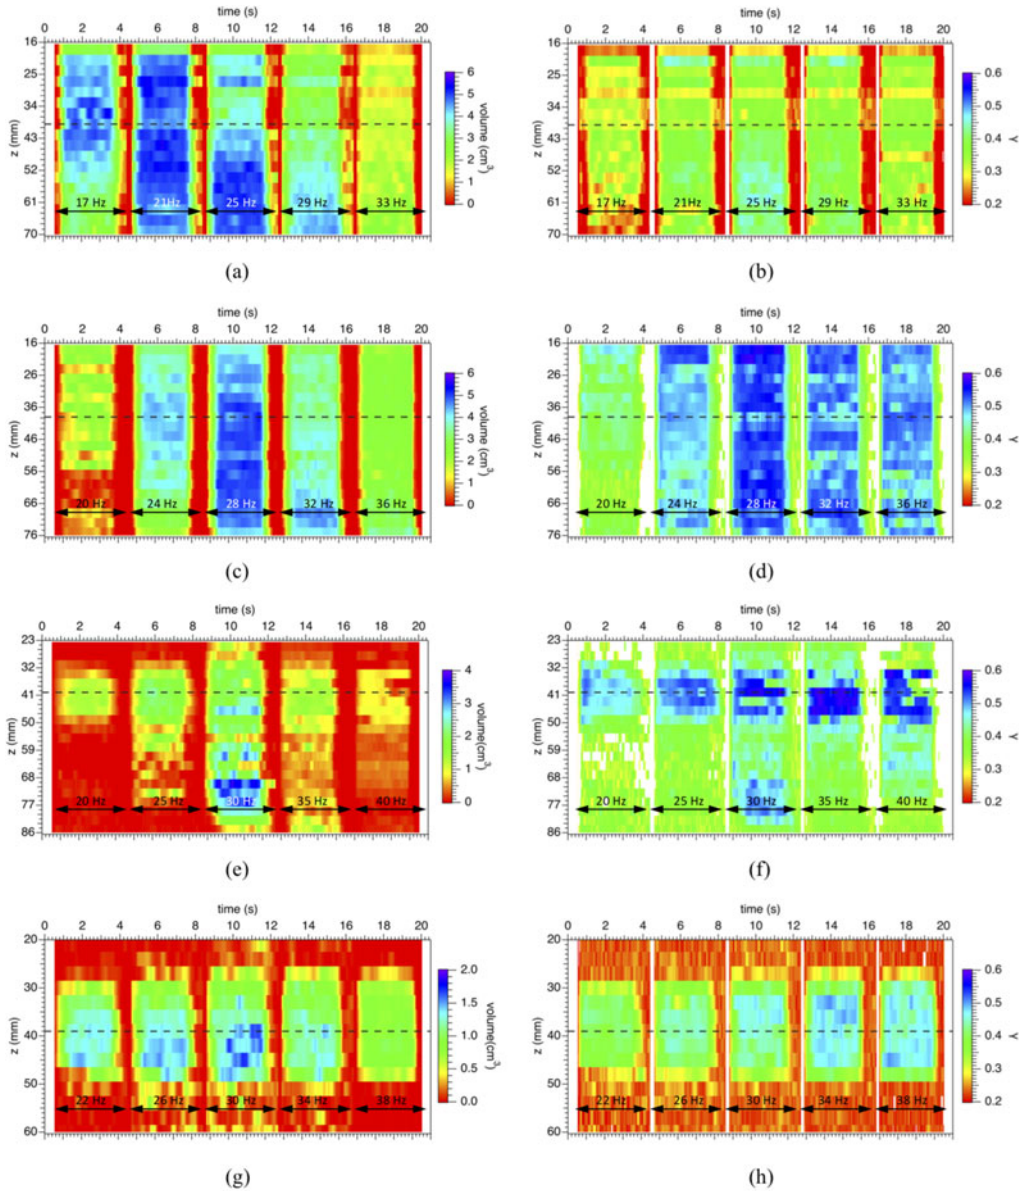 time (s)
time (s)
0 2 4 6 8 10 12 14 16 18 20
0 2 4 6 8 10 12 14 16 18 20
16
25
34
43
52
61
70
z (mm)
17 Hz 21Hz 25 Hz 29 Hz 33 Hz
6
5
4
3
2
1
0
volume (cm³)
16
25
34
43
52
61
70
z (mm)
17 Hz 21Hz 25 Hz 29 Hz 33 Hz
0.6
0.5
0.4
0.3
0.2
Y
(a)
(b)
time (s)
time (s)
0 2 4 6 8 10 12 14 16 18 20
0 2 4 6 8 10 12 14 16 18 20
16
26
36
46
56
66
76
z (mm)
20 Hz 24 Hz 28 Hz 32 Hz 36 Hz
6
5
4
3
2
1
0
volume (cm³)
16
26
36
46
56
66
76
z (mm)
20 Hz 24 Hz 28 Hz 32 Hz 36 Hz
0.6
0.5
0.4
0.3
0.2
Y
(c)
(d)
time (s)
time (s)
0 2 4 6 8 10 12 14 16 18 20
0 2 4 6 8 10 12 14 16 18 20
23
32
41
50
59
68
77
86
z (mm)
20 Hz 25 Hz 30 Hz 35 Hz 40 Hz
4
3
2
1
0
volume(cm³)
23
32
41
50
59
68
77
86
z (mm)
20 Hz 25 Hz 30 Hz 35 Hz 40 Hz
0.6
0.5
0.4
0.3
0.2
Y
(e)
(f)
time (s)
time (s)
0 2 4 6 8 10 12 14 16 18 20
0 2 4 6 8 10 12 14 16 18 20
20
30
40
50
60
z (mm)
22 Hz 26 Hz 30 Hz 34 Hz 38 Hz
2.0
1.5
1.0
0.5
0.0
volume(cm³)
20
30
40
50
60
z (mm)
22 Hz 26 Hz 30 Hz 34 Hz 38 Hz
0.6
0.5
0.4
0.3
0.2
Y
(g)
(h)